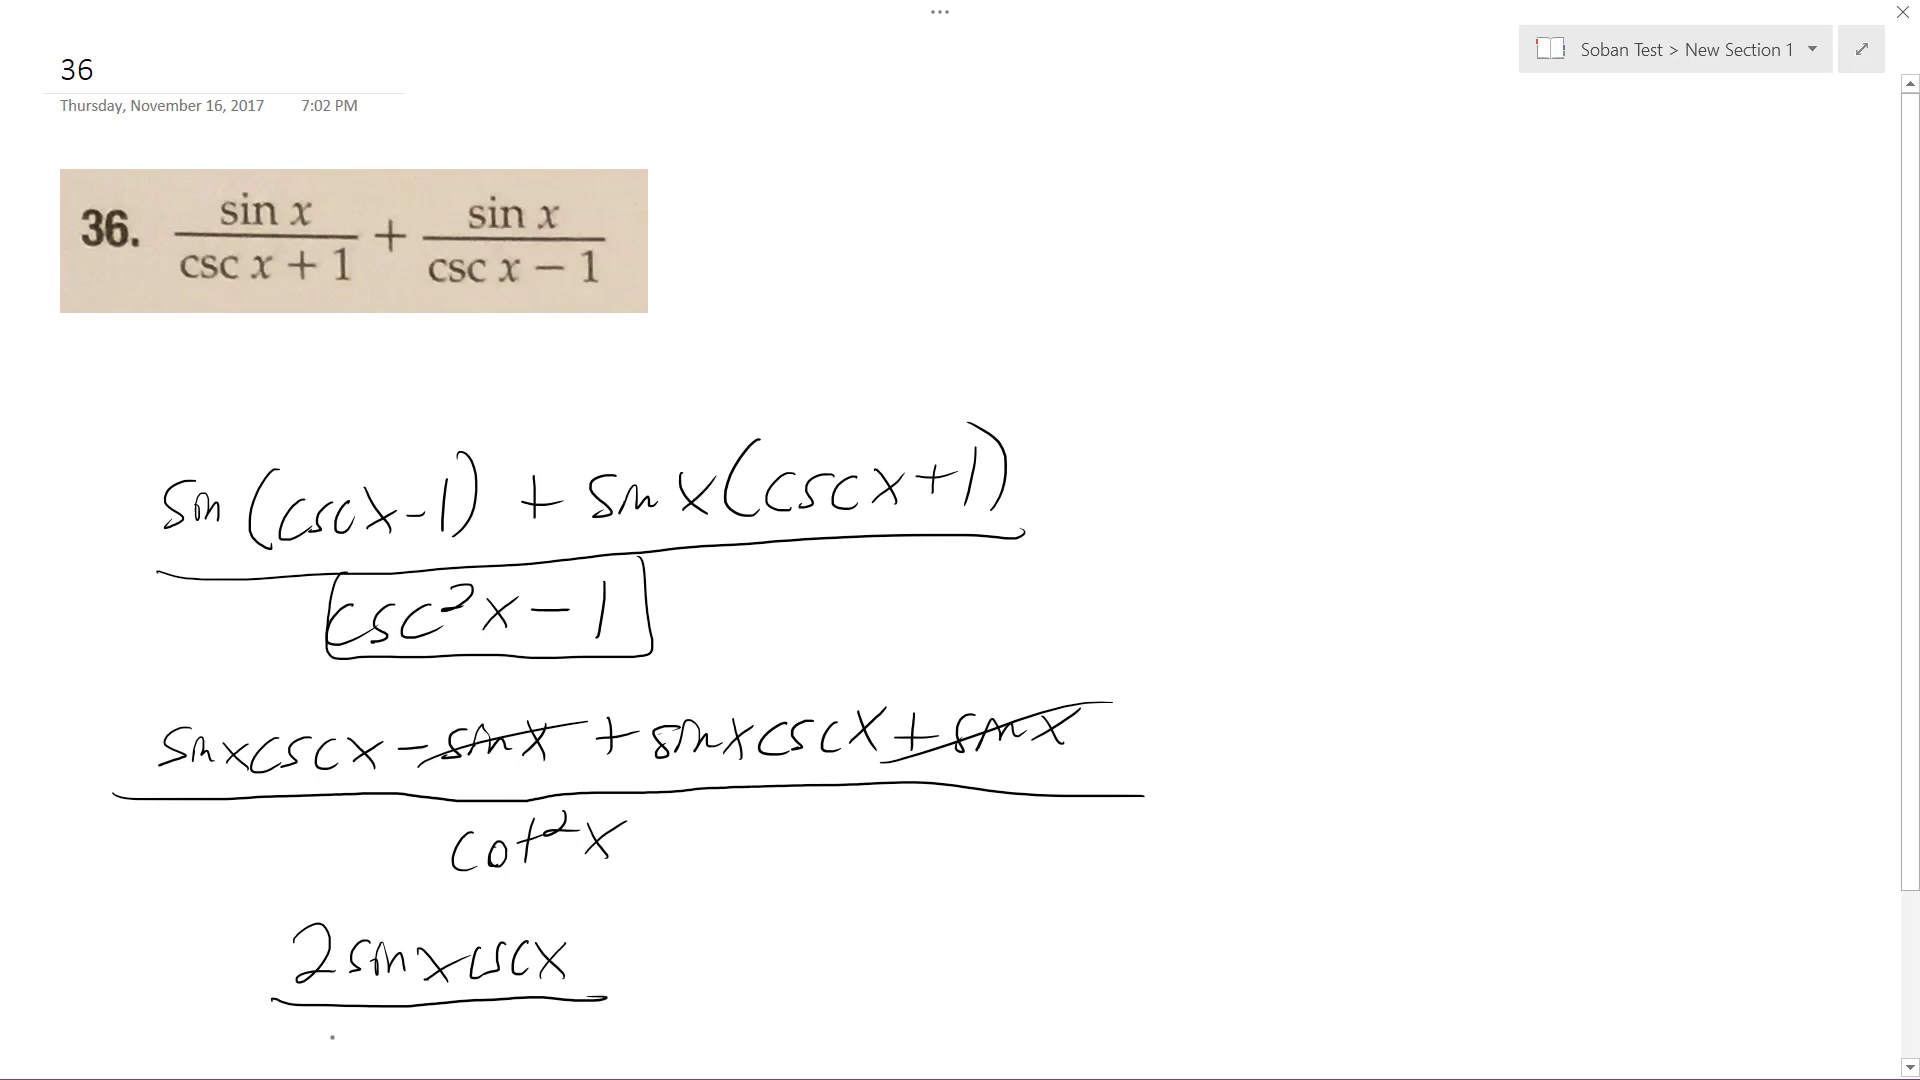 Soban Test > New Section 1
36
Thursday, November 16, 2017 7:02 PM
36. sin x / csc x + 1 + sin x / csc x − 1
sin (cscx-1) + sin x (cscx+1)
csc²x - 1
sinxcscx - sinx + sinxcscx + sinx
cot²x
2sinxcscx